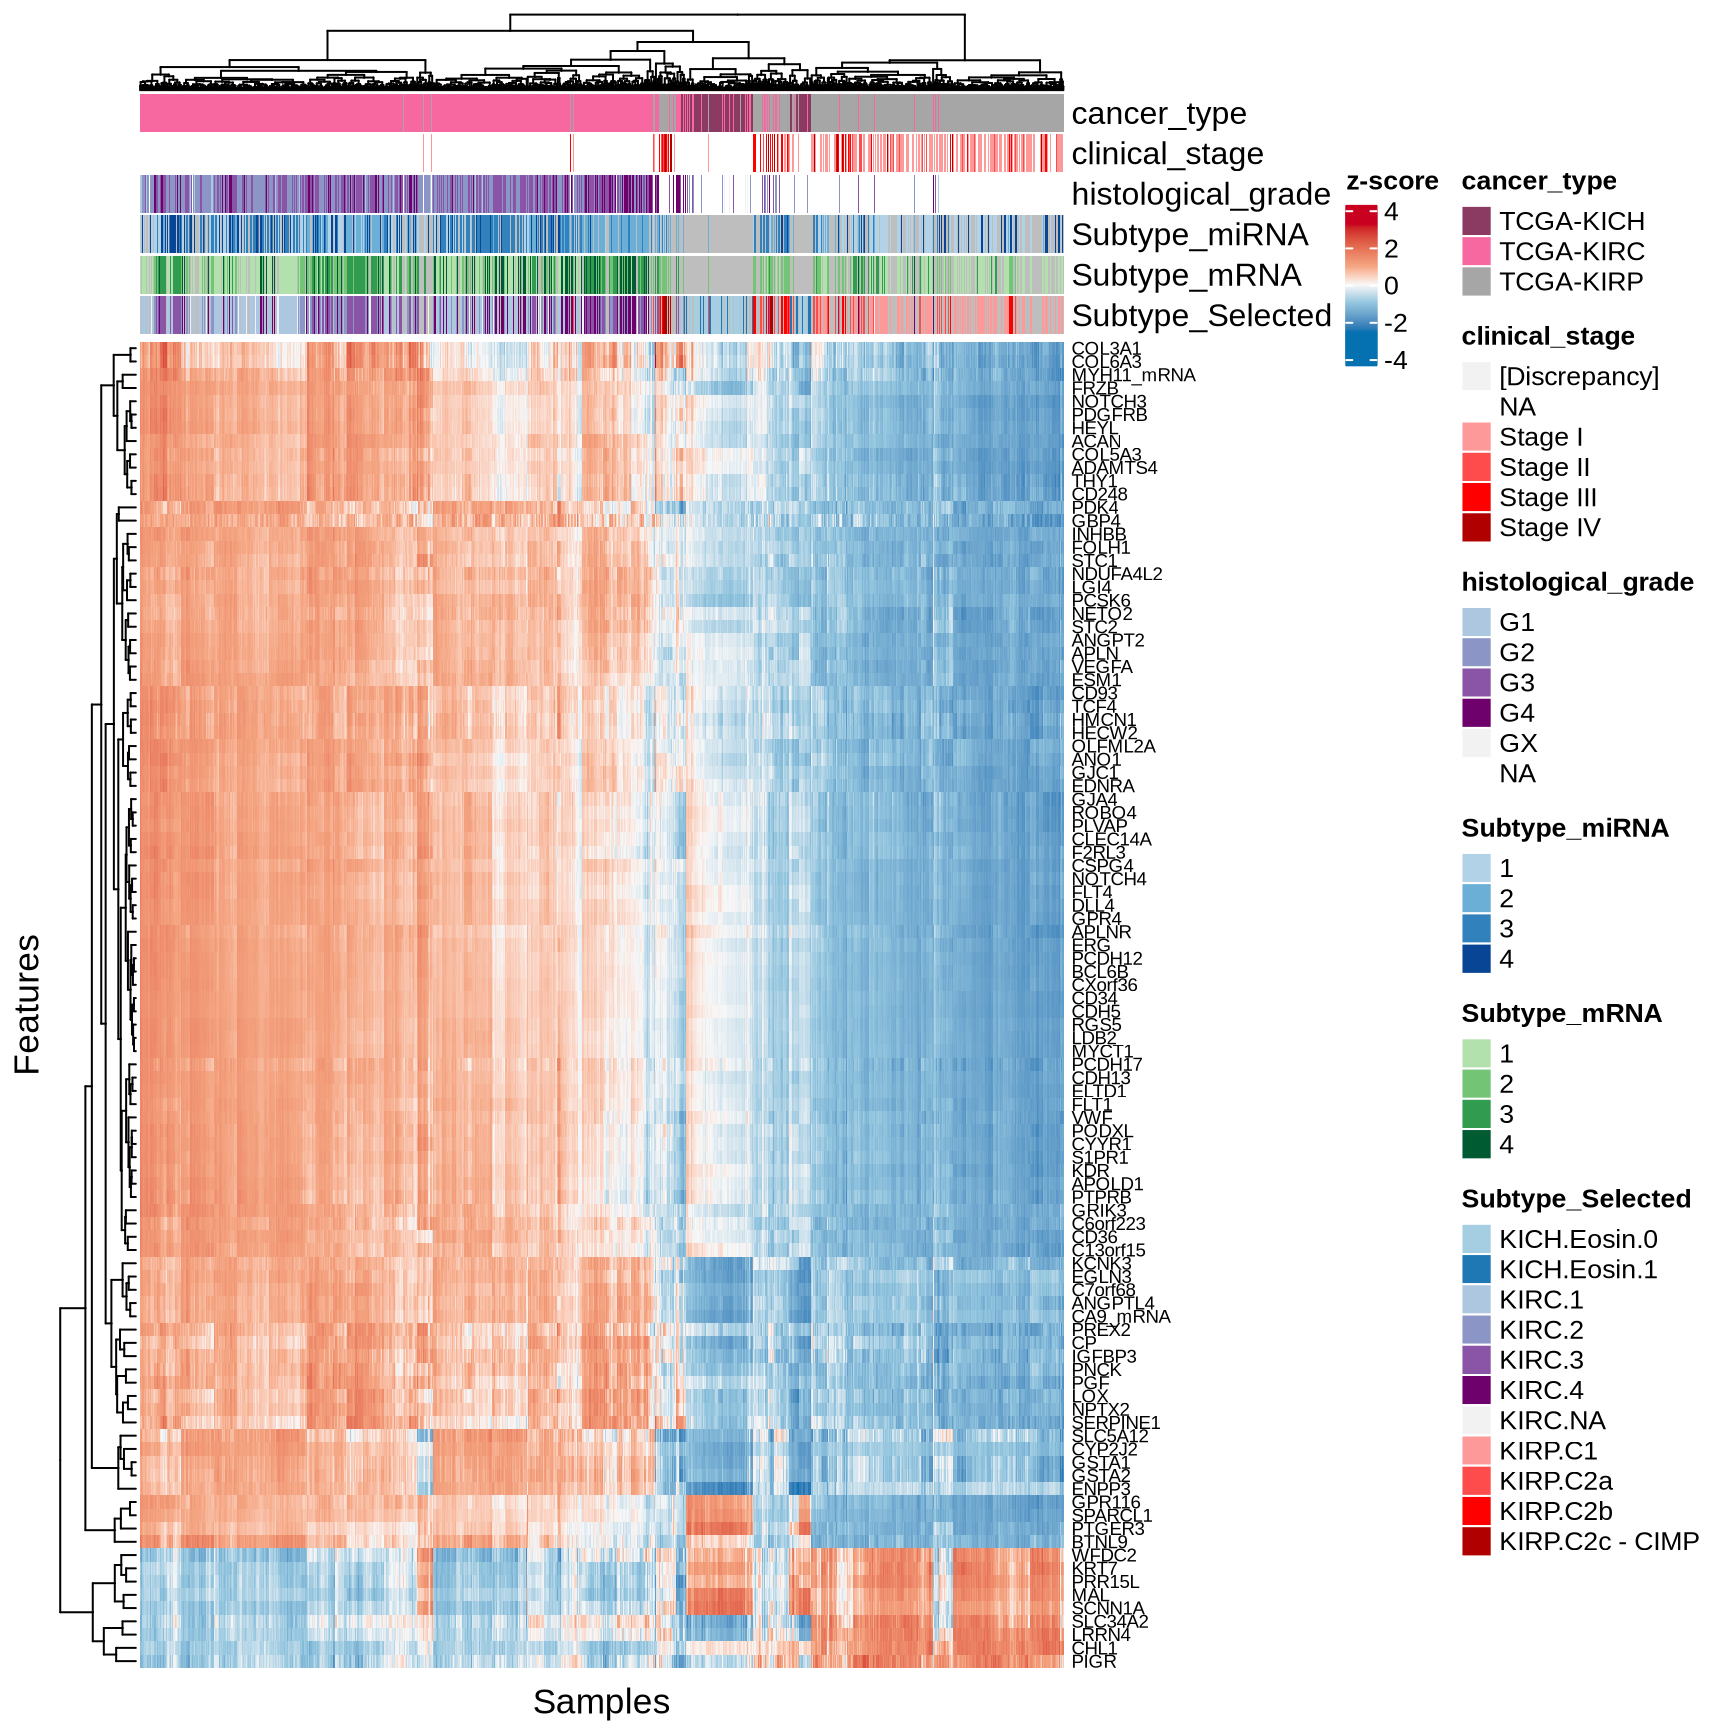 cancer_type
clinical_stage
histological_grade
Subtype_miRNA
Subtype_mRNA
Subtype_Selected
COL3A1
COL6A3
MYH11_mRNA
FRZB
NOTCH3
PDGFRB
HEYL
ACAN
COL5A3
ADAMTS4
THY1
CD248
PDK4
GBP4
INHBB
FOLH1
STC1
NDUFA4L2
LGI4
PCSK6
NETO2
STC2
ANGPT2
APLN
VEGFA
ESM1
CD93
TCF4
HMCN1
HECW2
OLFML2A
ANO1
GJC1
EDNRA
GJA4
ROBO4
PLVAP
CLEC14A
F2RL3
CSPG4
NOTCH4
FLT4
DLL4
GPR4
APLNR
ERG
PCDH12
BCL6B
CXorf36
CD34
CDH5
RGS5
LDB2
MYCT1
PCDH17
CDH13
ELTD1
FLT1
VWF
PODXL
CYYR1
S1PR1
KDR
APOLD1
PTPRB
GRIK3
C6orf223
CD36
C13orf15
KCNK3
EGLN3
C7orf68
ANGPTL4
CA9_mRNA
PREX2
CP
IGFBP3
PNCK
PGF
LOX
NPTX2
SERPINE1
SLC5A12
CYP2J2
GSTA1
GSTA2
ENPP3
GPR116
SPARCL1
PTGER3
BTNL9
WFDC2
KRT7
PRR15L
MAL
SCNN1A
SLC34A2
LRRN4
CHL1
PIGR
Features
Samples
z-score
4
2
0
-2
-4
cancer_type
TCGA-KICH
TCGA-KIRC
TCGA-KIRP
clinical_stage
[Discrepancy]
NA
Stage I
Stage II
Stage III
Stage IV
histological_grade
G1
G2
G3
G4
GX
NA
Subtype_miRNA
1
2
3
4
Subtype_mRNA
1
2
3
4
Subtype_Selected
KICH.Eosin.0
KICH.Eosin.1
KIRC.1
KIRC.2
KIRC.3
KIRC.4
KIRC.NA
KIRP.C1
KIRP.C2a
KIRP.C2b
KIRP.C2c - CIMP